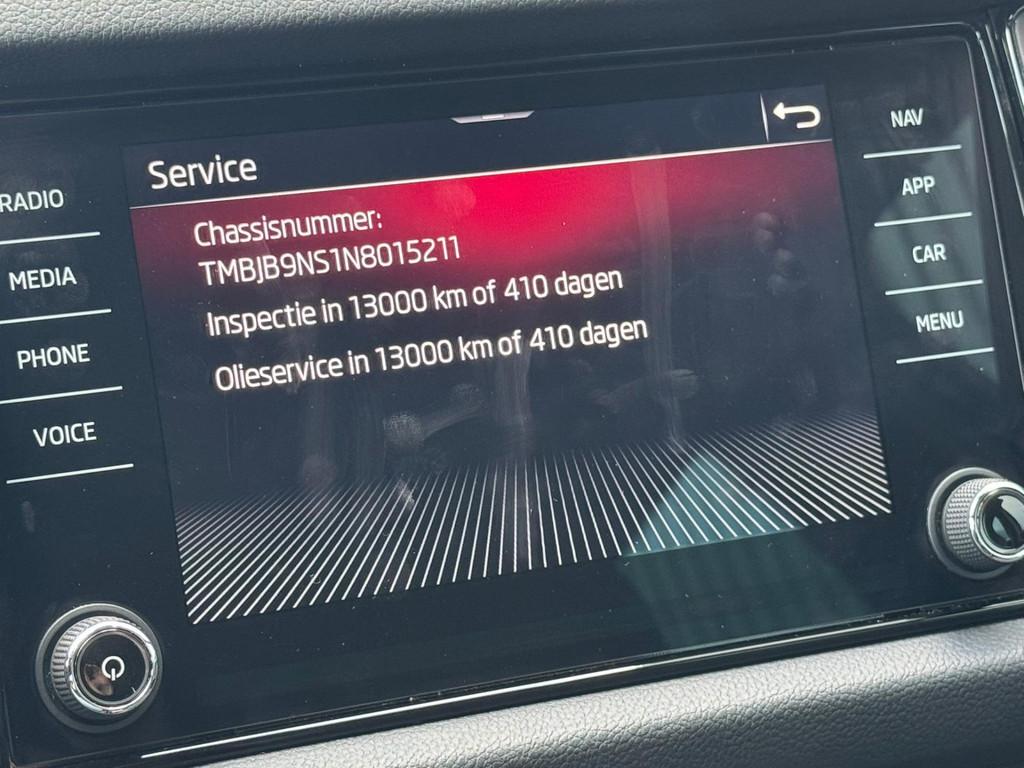 Service
Chassisnummer:
TMBJB9NS1N8015211
Inspectie in 13000 km of 410 dagen
Olieservice in 13000 km of 410 dagen
RADIO
MEDIA
PHONE
VOICE
NAV
APP
CAR
MENU